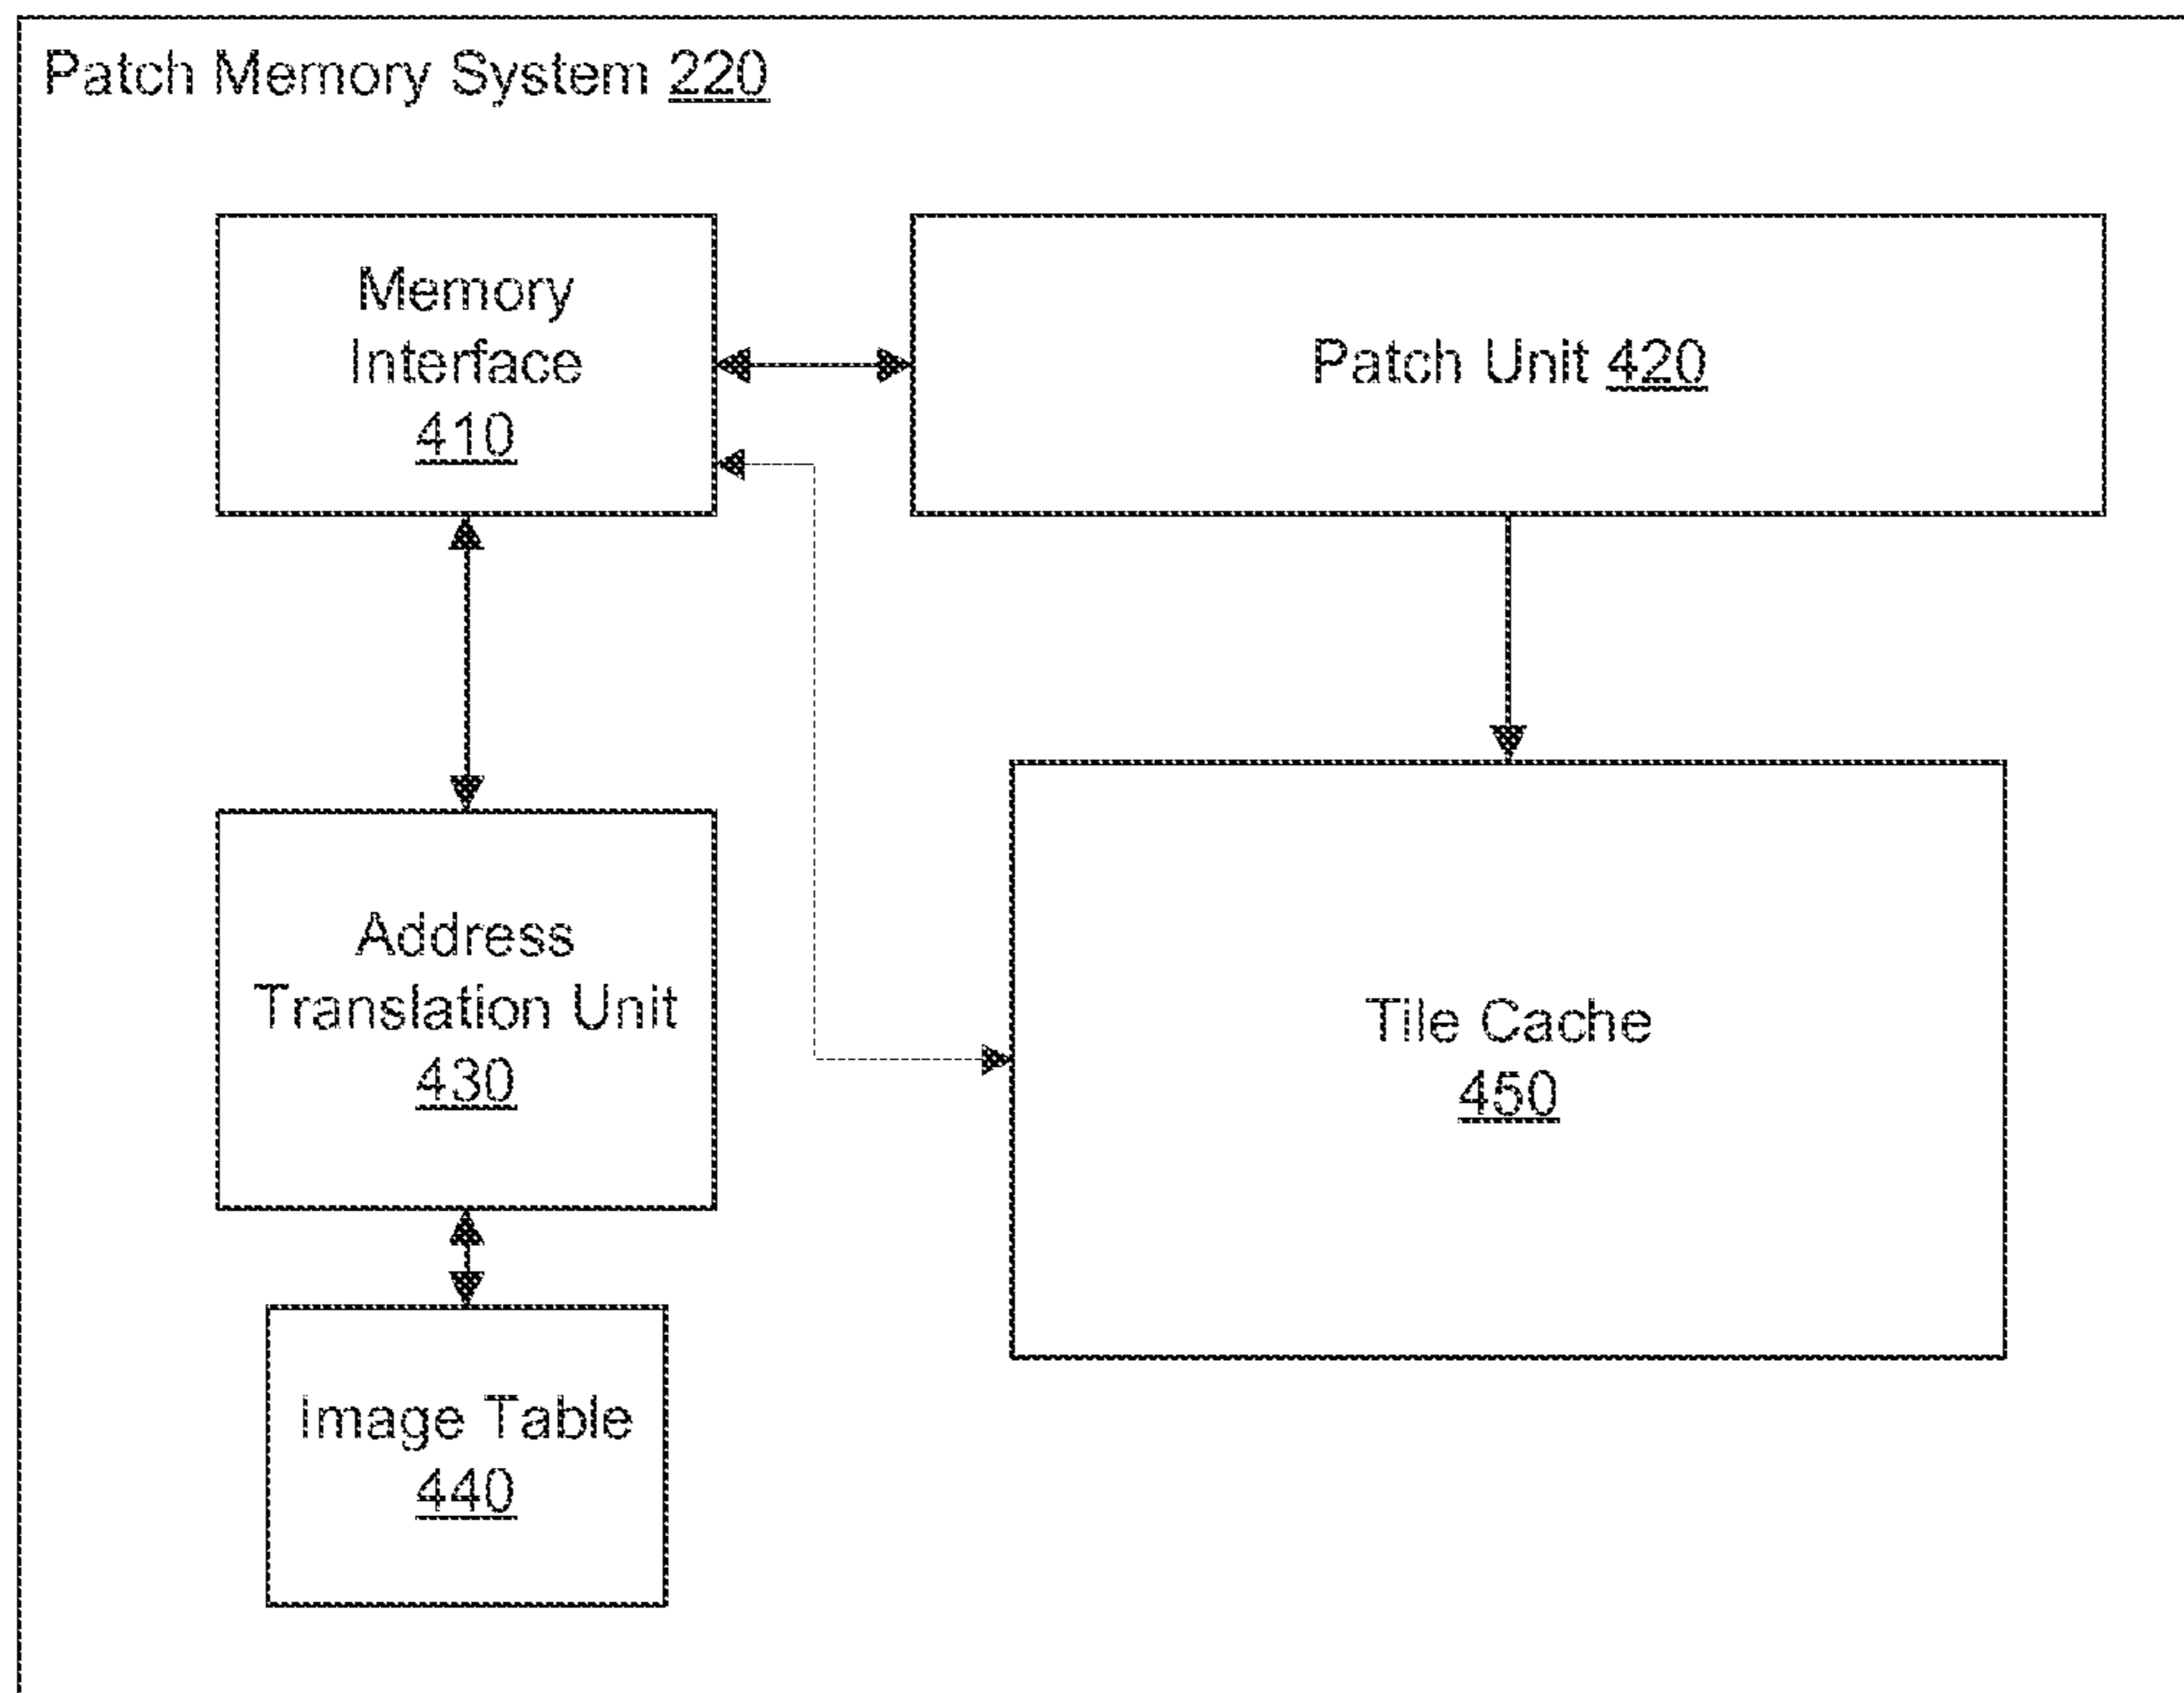 Patch Memory System 220
Memory
Interface
410
Patch Unit 420
Address
Translation Unit
430
Tile Cache
450
Image Table
440